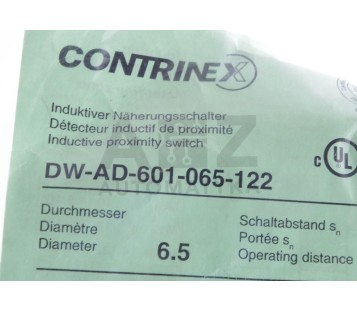 CONTRINEX
Induktiver Näherungsschalter
Détecteur inductif de proximité
Inductive proximity switch
c UL
DW-AD-601-065-122
Durchmesser
Diamètre
Diameter 6.5
Schaltabstand sn
Portée sn
Operating distance